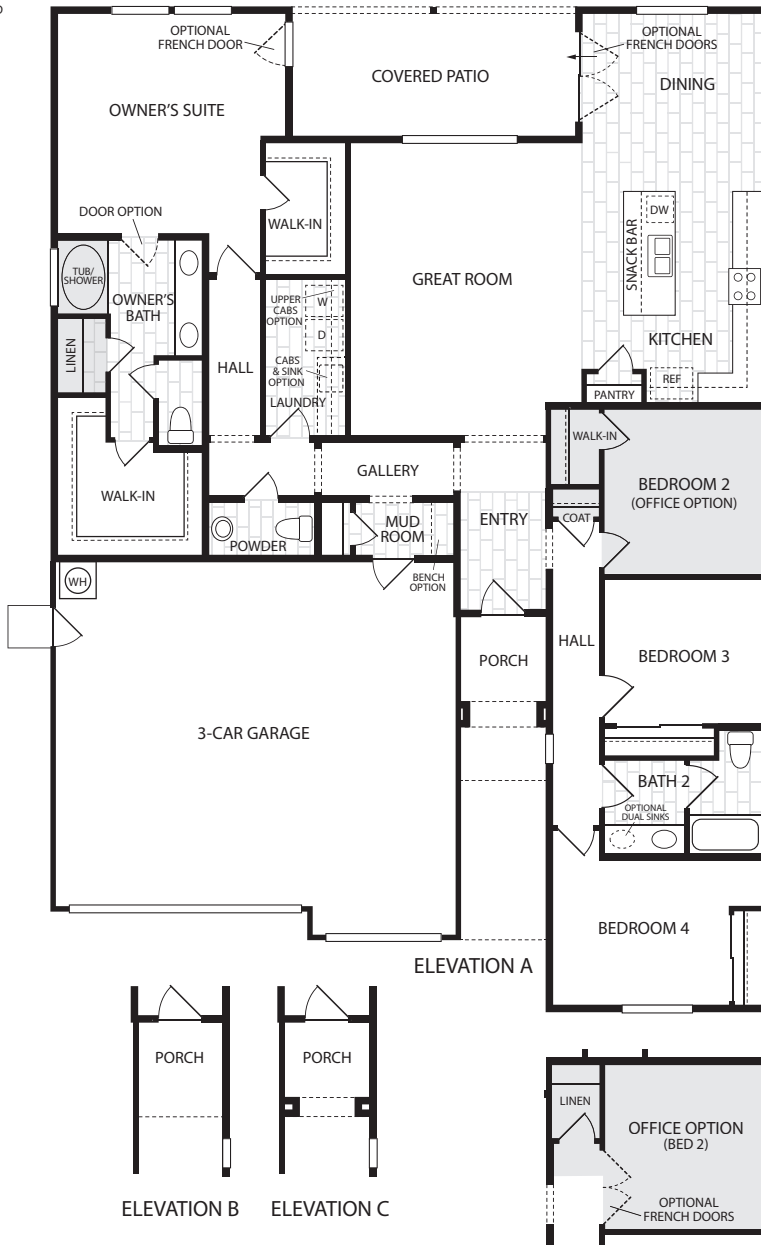 OPTIONAL
FRENCH DOOR
OPTIONAL
FRENCH DOORS
COVERED PATIO
DINING
OWNER'S SUITE
WALK-IN
DOOR OPTION
DW
SNACK BAR
TUB/
SHOWER
OWNER'S
BATH
GREAT ROOM
UPPER
CABS
OPTION
W
D
KITCHEN
LINEN
HALL
CABS
& SINK
OPTION
LAUNDRY
REF
PANTRY
WALK-IN
GALLERY
WALK-IN
BEDROOM 2
(OFFICE OPTION)
COAT
ENTRY
MUD
ROOM
POWDER
BENCH
OPTION
WH
HALL
PORCH
BEDROOM 3
3-CAR GARAGE
BATH 2
OPTIONAL
DUAL SINKS
BEDROOM 4
ELEVATION A
PORCH
PORCH
ELEVATION B
ELEVATION C
LINEN
OFFICE OPTION
(BED 2)
OPTIONAL
FRENCH DOORS